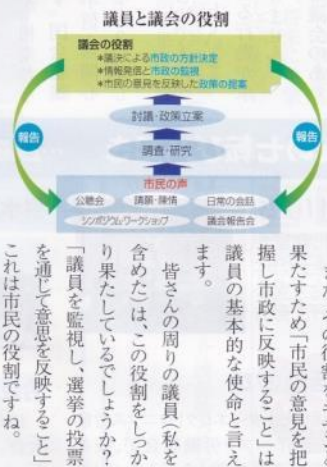 議員と議会の役割
議会の役割
*議決による市政の方針決定
*情報発信と市政の監視
*市民の意見を反映した政策の提案
討議・政策立案
報告
報告
調査・研究
市民の声
公聴会 請願・陳情 日常の会話
シンポジウム・ワークショップ 議会報告会
果たすため「市民の意見を把
握し市政に反映すること」は
議員の基本的な使命と言え
ます。
皆さんの周りの議員(私を
含めた)は、この役割をしっか
り果たしているでしょうか?
「議員を監視し、選挙の投票
を通じて意思を反映すること」
これは市民の役割ですね。